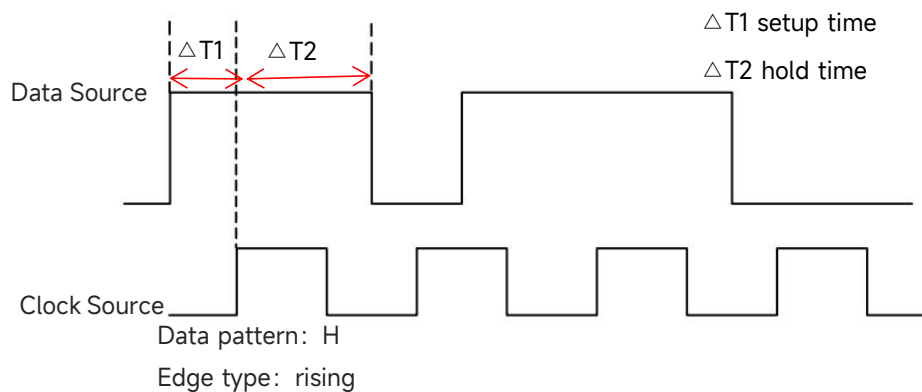 △T1 setup time
△T1
△T2
△T2 hold time
Data Source
Clock Source
Data pattern：H
Edge type：rising